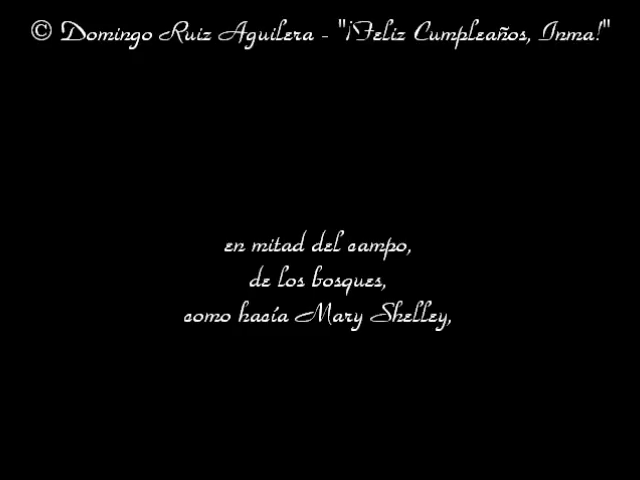 © Domingo Ruiz Aguilera - "¡Feliz Cumpleaños, Inma!"
en mitad del campo,
de los bosques,
como hacía Mary Shelley,